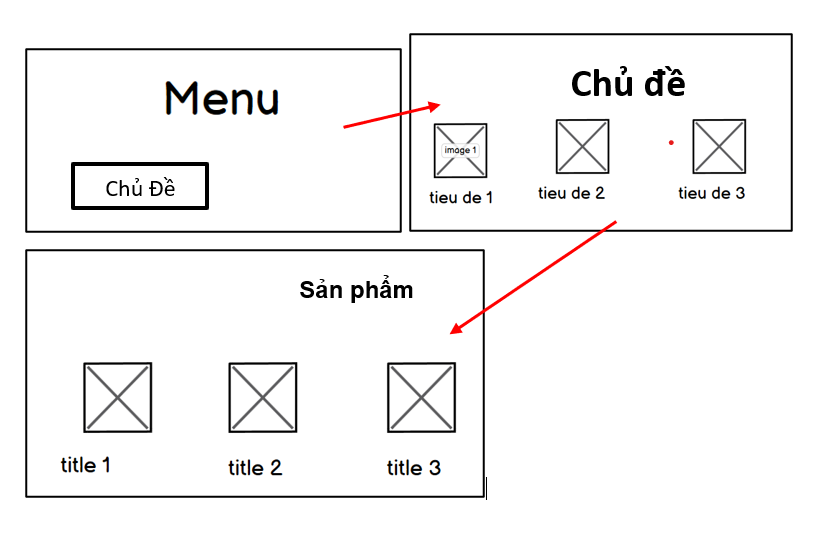 Menu
Chủ Đề
Chủ đề
image 1
tieu de 1
tieu de 2
tieu de 3
Sản phẩm
title 1
title 2
title 3